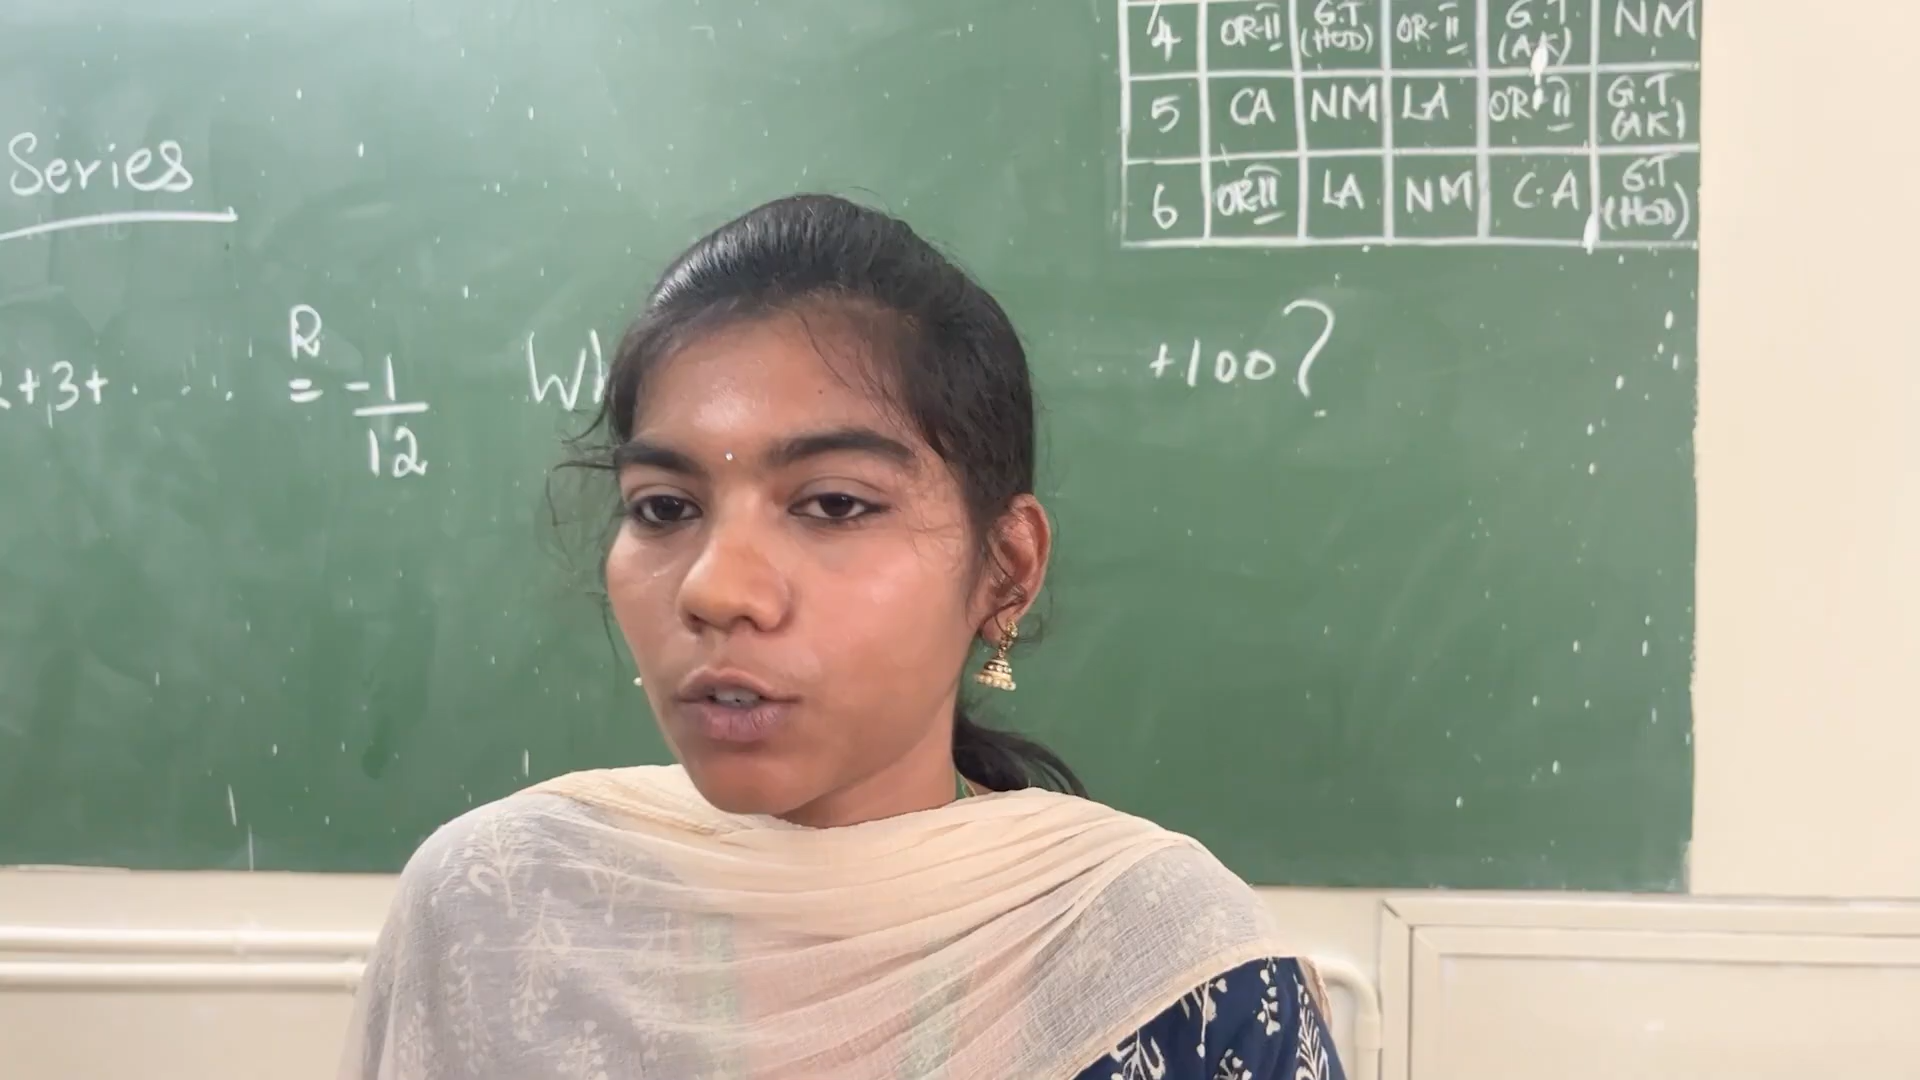 Series
2+3+ . . . .
R
= -1
12
+100?
4 OR-II G.T (HOD) OR-II G.T (AK) NM
5 CA NM LA OR-II G.T (AK)
6 OR-II LA NM C.A G.T (HOD)